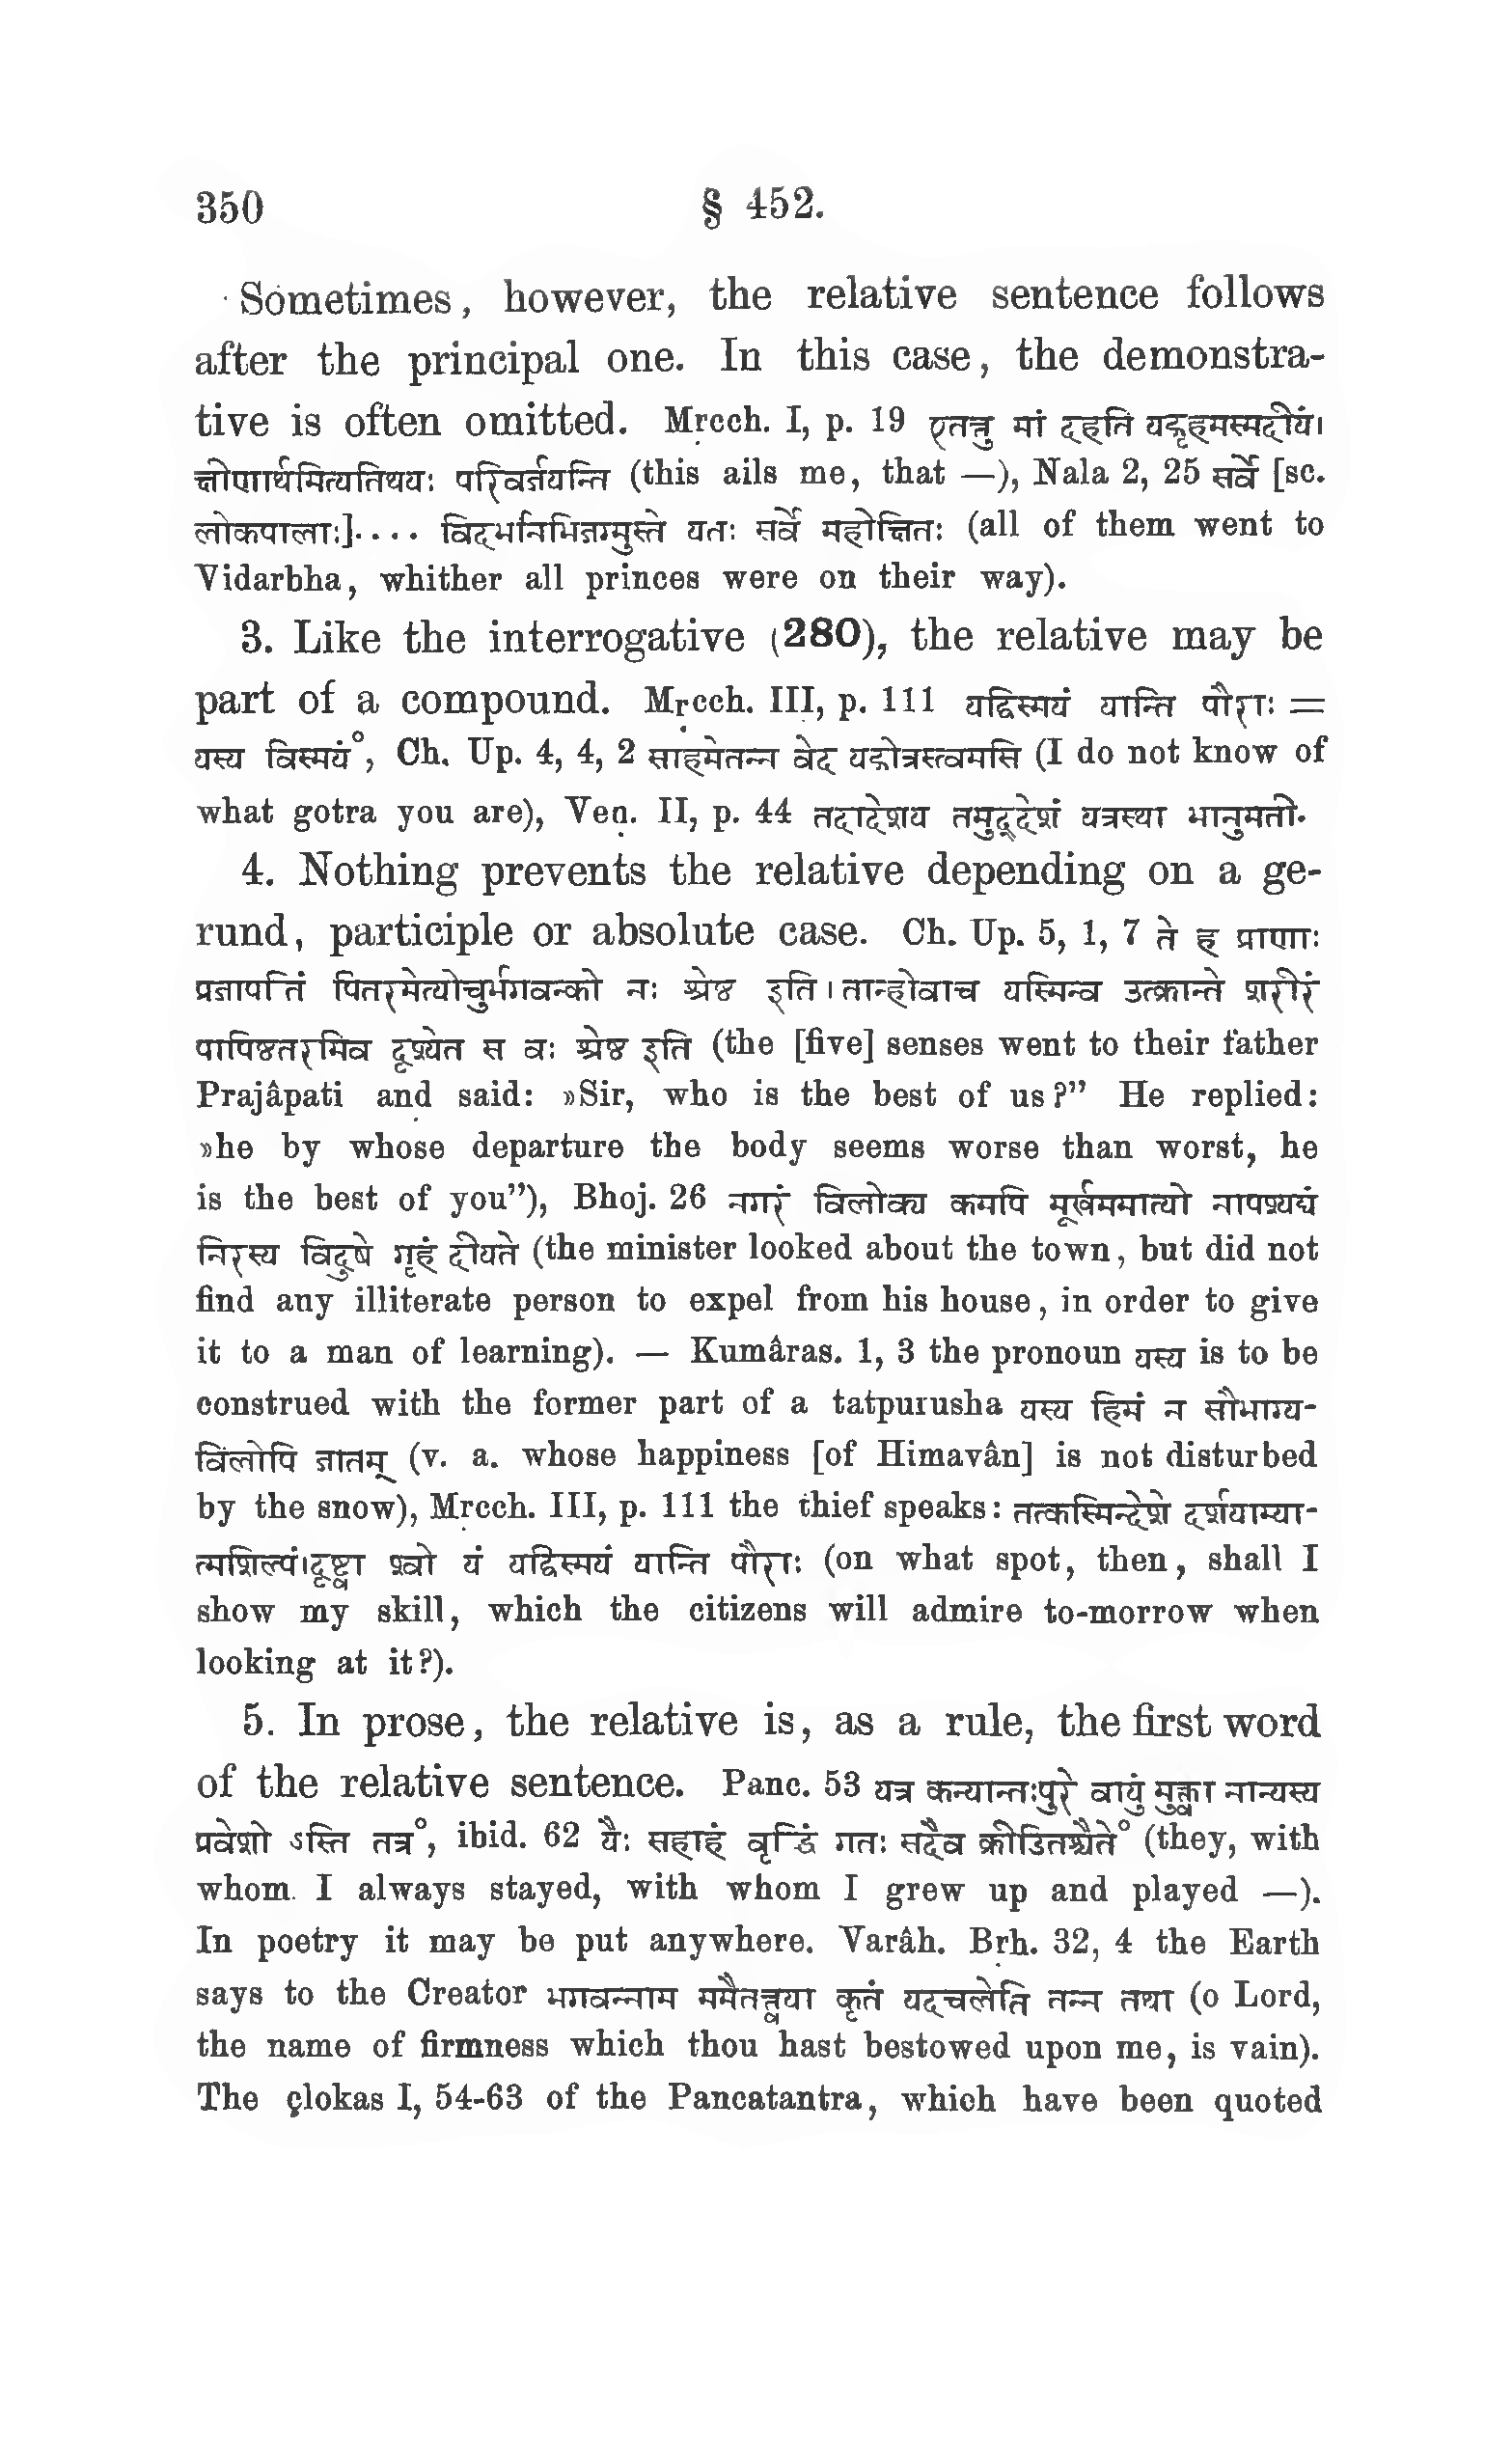 350 § 452.
Sometimes, however, the relative sentence follows
after the principal one. In this case, the demonstra-
tive is often omitted. Mṛcch. I, p. 19 एतत्तु मां दहति यद्गृहमस्मदीयं।
क्षीणार्थमित्यतिथयः परिवर्जयन्ति (this ails me, that —), Nala 2, 25 सर्वे [sc.
लोकपालाः].... विदर्भानभिजग्मुस्ते यतः सर्वे महीक्षितः (all of them went to
Vidarbha, whither all princes were on their way).
3. Like the interrogative (280), the relative may be
part of a compound. Mṛcch. III, p. 111 यद्विस्मयं यान्ति पौराः =
यस्य विस्मयं°, Ch. Up. 4, 4, 2 साहमेतन्न वेद यद्गोत्रस्त्वमसि (I do not know of
what gotra you are), Veṇ. II, p. 44 तदादेशय तमुद्देशं यत्रस्था भानुमती.
4. Nothing prevents the relative depending on a ge-
rund, participle or absolute case. Ch. Up. 5, 1, 7 ते ह प्राणाः
प्रजापतिं पितरमेत्योचुर्भगवन्को नः श्रेष्ठ इति। तान्होवाच यस्मिन्व उत्क्रान्ते शरीरं
पापिष्ठतरमिव दृश्येत स वः श्रेष्ठ इति (the [five] senses went to their father
Prajâpati and said: »Sir, who is the best of us?” He replied:
»he by whose departure the body seems worse than worst, he
is the best of you”), Bhoj. 26 नगरं विलोक्य कमपि मूर्खममात्यो नापश्यद्यं
निरस्य विदुषे गृहं दीयते (the minister looked about the town, but did not
find any illiterate person to expel from his house, in order to give
it to a man of learning). — Kumâras. 1, 3 the pronoun यस्य is to be
construed with the former part of a tatpurusha यस्य हिमं न सौभाग्य-
विलोपि जातम् (v. a. whose happiness [of Himavân] is not disturbed
by the snow), Mṛcch. III, p. 111 the thief speaks: तत्कस्मिन्देशे दर्शयाम्या-
त्मशिल्पं। दृष्ट्वा श्वो यं यद्विस्मयं यान्ति पौराः (on what spot, then, shall I
show my skill, which the citizens will admire to-morrow when
looking at it?).
5. In prose, the relative is, as a rule, the first word
of the relative sentence. Panc. 53 यत्र कन्यान्तःपुरे वायुं मुक्त्वा नान्यस्य
प्रवेशो ऽस्ति तत्र°, ibid. 62 यैः सहाहं वृद्धिं गतः सदैव क्रीडितश्चैते° (they, with
whom I always stayed, with whom I grew up and played —).
In poetry it may be put anywhere. Varâh. Bṛh. 32, 4 the Earth
says to the Creator भगवन्नाम ममैतत्त्वया कृतं यदचलेति तन्न तथा (o Lord,
the name of firmness which thou hast bestowed upon me, is vain).
The çlokas I, 54-63 of the Pancatantra, which have been quoted